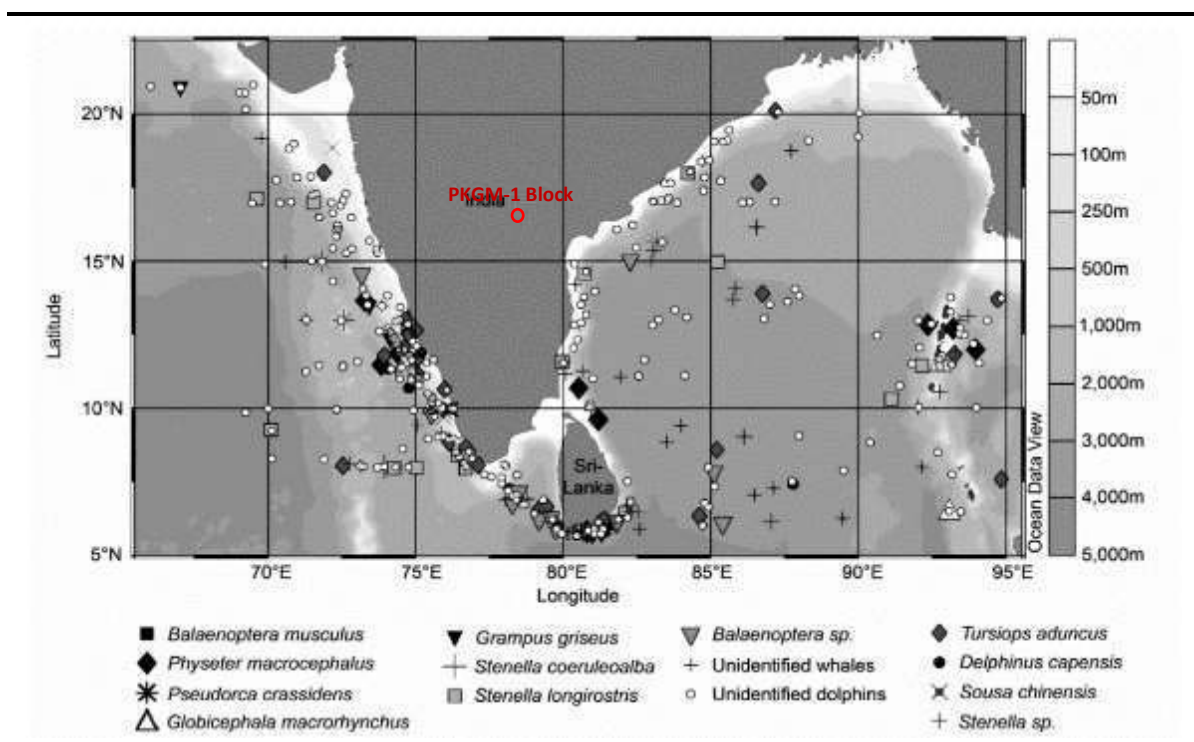 20°N
15°N
10°N
5°N
Latitude
PKGM-1 Block
India
Sri-
Lanka
70°E 75°E 80°E 85°E 90°E 95°E
Longitude
50m
100m
250m
500m
1,000m
2,000m
3,000m
4,000m
5,000m
Ocean Data View
Balaenoptera musculus
Physeter macrocephalus
Pseudorca crassidens
Globicephala macrorhynchus
Grampus griseus
Stenella coeruleoalba
Stenella longirostris
Balaenoptera sp.
Unidentified whales
Unidentified dolphins
Tursiops aduncus
Delphinus capensis
Sousa chinensis
Stenella sp.